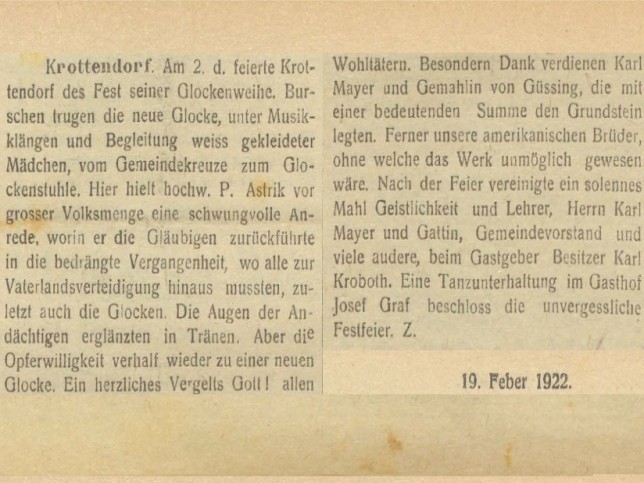 Krottendorf. Am 2. d. feierte Krot-
tendorf des Fest seiner Glockenweihe. Bur-
schen trugen die neue Glocke, unter Musik-
klängen und Begleitung weiss gekleideter
Mädchen, vom Gemeindekreuze zum Glo-
ckenstuhle. Hier hielt hochw. P. Astrik vor
grosser Volksmenge eine schwungvolle An-
rede, worin er die Gläubigen zurückführte
in die bedrängte Vergangenheit, wo alle zur
Vaterlandsverteidigung hinaus mussten, zu-
letzt auch die Glocken. Die Augen der An-
dächtigen erglänzten in Tränen. Aber die
Opferwilligkeit verhalf wieder zu einer neuen
Glocke. Ein herzliches Vergelts Gott! allen
Wohltätern. Besondern Dank verdienen Karl
Mayer und Gemahlin von Güssing, die mit
einer bedeutenden Summe den Grundstein
legten. Ferner unsere amerikanischen Brüder,
ohne welche das Werk unmöglich gewesen
wäre. Nach der Feier vereinigte ein solennes
Mahl Geistlichkeit und Lehrer, Herrn Karl
Mayer und Gattin, Gemeindevorstand und
viele audere, beim Gastgeber Besitzer Karl
Kroboth. Eine Tanzunterhaltung im Gasthof
Josef Graf beschloss die unvergessliche
Festfeier. Z.
19. Feber 1922.